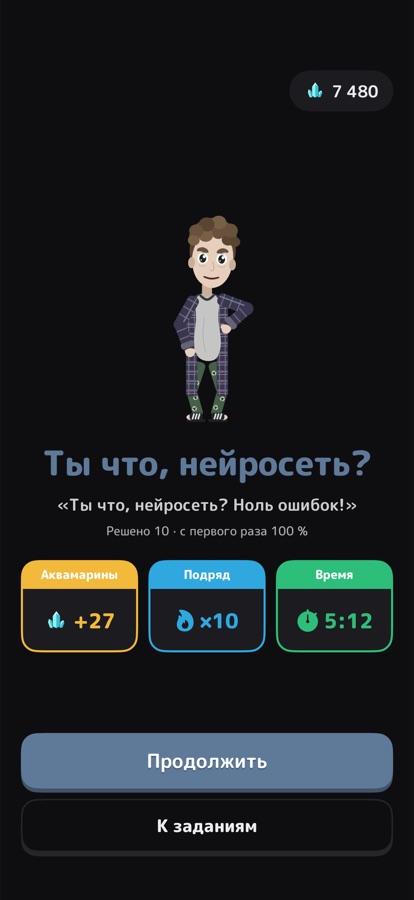 7 480
Ты что, нейросеть?
«Ты что, нейросеть? Ноль ошибок!»
Решено 10 · с первого раза 100 %
Аквамарины
+27
Подряд
×10
Время
5:12
Продолжить
К заданиям